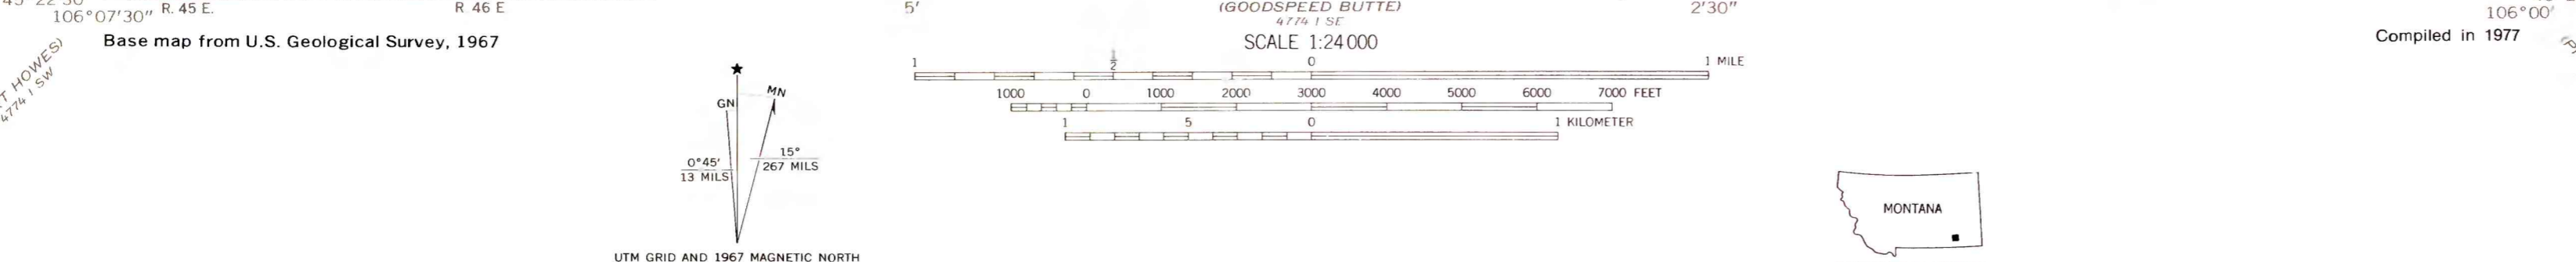 106°07'30" R. 45 E. R 46 E 5' (GOODSPEED BUTTE) 2'30" 106°00'
4774 I SE
Base map from U.S. Geological Survey, 1967 SCALE 1:24 000 Compiled in 1977
HOWES)
4774 I SW
1 ½ 0 1 MILE
1000 0 1000 2000 3000 4000 5000 6000 7000 FEET
1 5 0 1 KILOMETER
★
GN MN
0°45' 15°
13 MILS 267 MILS
UTM GRID AND 1967 MAGNETIC NORTH
MONTANA